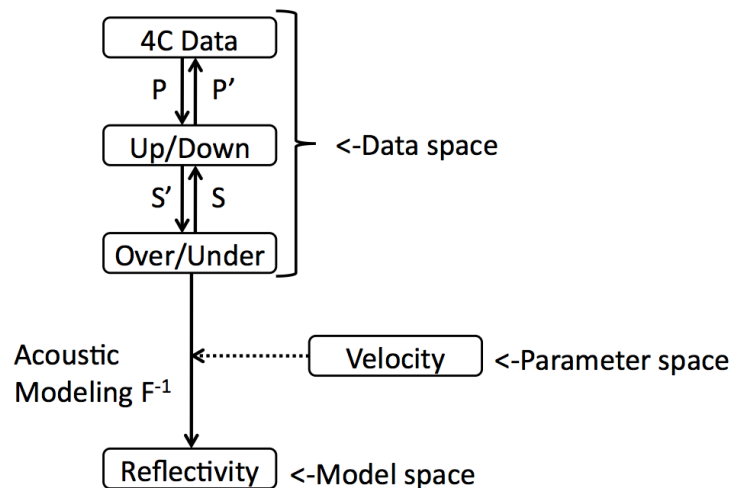 4C Data
P P’
Up/Down
<-Data space
S’ S
Over/Under
Acoustic
Modeling F⁻¹
Velocity
<-Parameter space
Reflectivity
<-Model space